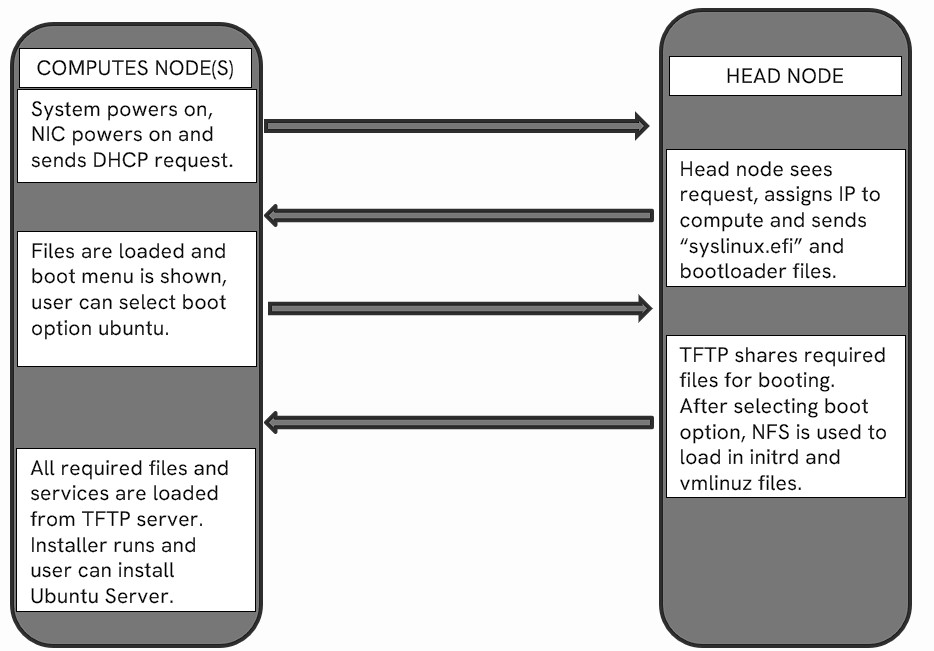 COMPUTES NODE(S)
System powers on,
NIC powers on and
sends DHCP request.
Files are loaded and
boot menu is shown,
user can select boot
option ubuntu.
All required files and
services are loaded
from TFTP server.
Installer runs and
user can install
Ubuntu Server.
HEAD NODE
Head node sees
request, assigns IP to
compute and sends
“syslinux.efi” and
bootloader files.
TFTP shares required
files for booting.
After selecting boot
option, NFS is used to
load in initrd and
vmlinuz files.